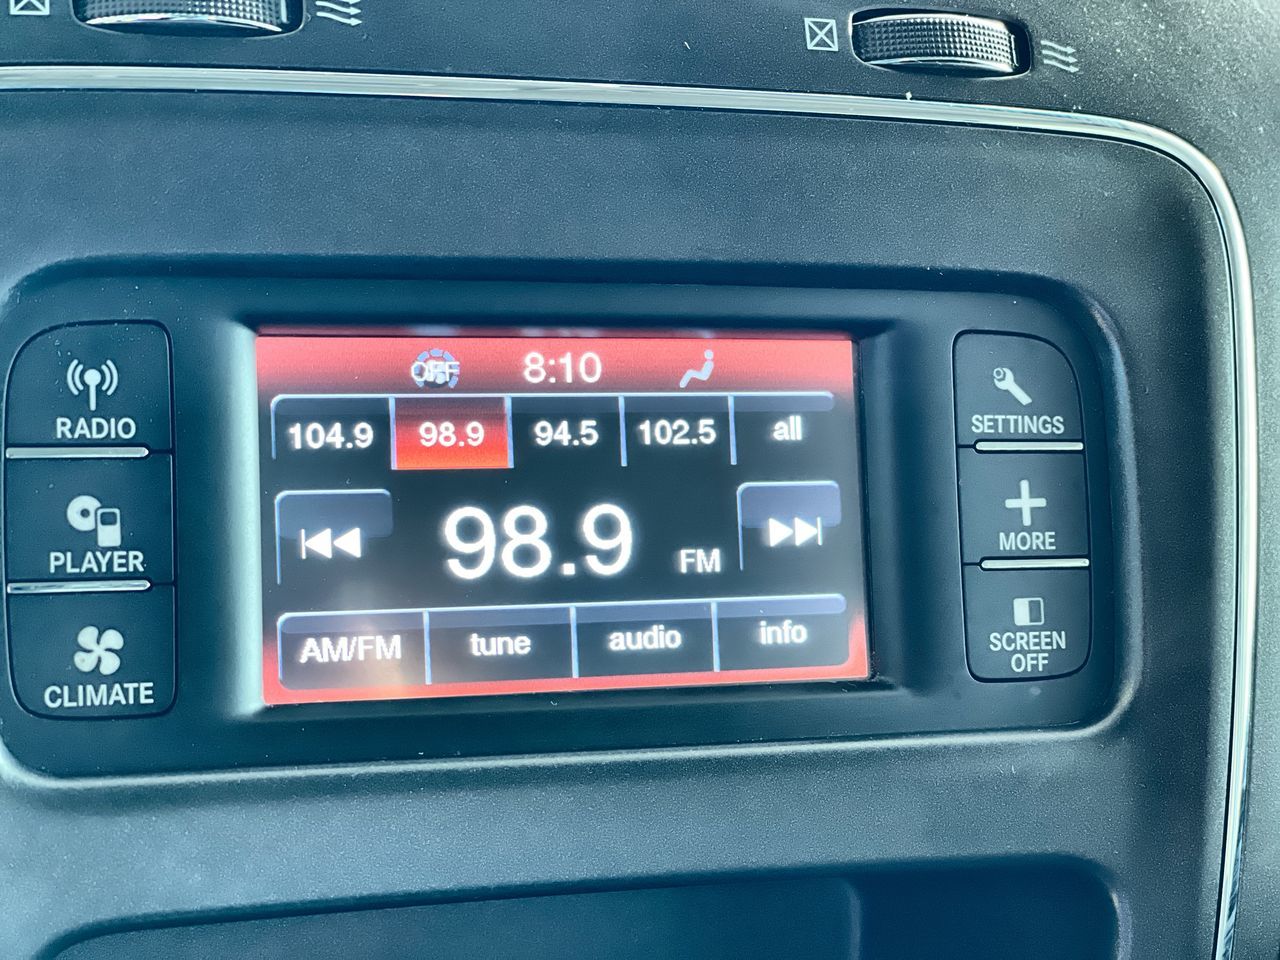 OFF 8:10
104.9 98.9 94.5 102.5 all
98.9 FM
AM/FM tune audio info
RADIO
PLAYER
CLIMATE
SETTINGS
MORE
SCREEN
OFF